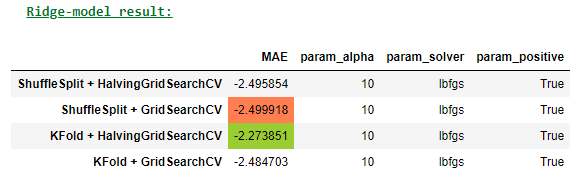 Ridge-model result:
MAE param_alpha param_solver param_positive
ShuffleSplit + HalvingGridSearchCV -2.495854 10 lbfgs True
ShuffleSplit + GridSearchCV -2.499918 10 lbfgs True
KFold + HalvingGridSearchCV -2.273851 10 lbfgs True
KFold + GridSearchCV -2.484703 10 lbfgs True